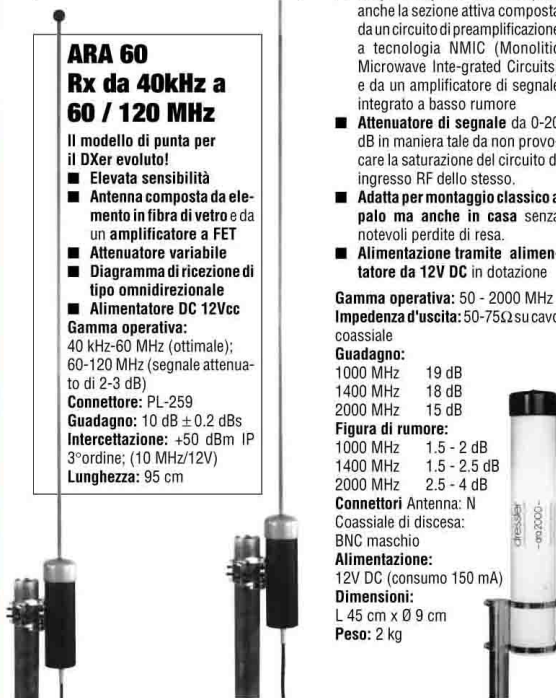 ARA 60
Rx da 40kHz a
60 / 120 MHz
Il modello di punta per
il DXer evoluto!
■ Elevata sensibilità
■ Antenna composta da ele-
mento in fibra di vetro e da
un amplificatore a FET
■ Attenuatore variabile
■ Diagramma di ricezione di
tipo omnidirezionale
■ Alimentatore DC 12Vcc
Gamma operativa:
40 kHz-60 MHz (ottimale);
60-120 MHz (segnale attenua-
to di 2-3 dB)
Connettore: PL-259
Guadagno: 10 dB ± 0.2 dBs
Intercettazione: +50 dBm IP
3°ordine; (10 MHz/12V)
Lunghezza: 95 cm
anche la sezione attiva composta
da un circuito di preamplificazione
a tecnologia NMIC (Monolitic
Microwave Inte-grated Circuits
e da un amplificatore di segnale
integrato a basso rumore
■ Attenuatore di segnale da 0-20
dB in maniera tale da non provo-
care la saturazione del circuito d
ingresso RF dello stesso.
■ Adatta per montaggio classico a
palo ma anche in casa senza
notevoli perdite di resa.
■ Alimentazione tramite alimen-
tatore da 12V DC in dotazione
Gamma operativa: 50 - 2000 MHz
Impedenza d'uscita: 50-75Ω su cavo
coassiale
Guadagno:
1000 MHz 19 dB
1400 MHz 18 dB
2000 MHz 15 dB
Figura di rumore:
1000 MHz 1.5 - 2 dB
1400 MHz 1.5 - 2.5 dB
2000 MHz 2.5 - 4 dB
Connettori Antenna: N
Coassiale di discesa:
BNC maschio
Alimentazione:
12V DC (consumo 150 mA)
Dimensioni:
L 45 cm x Ø 9 cm
Peso: 2 kg
dressler
- ara 2000 -